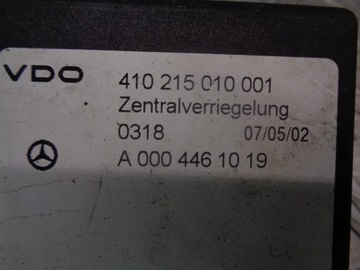 VDO 410 215 010 001
Zentralverriegelung
0318 07/05/02
A 000 446 10 19